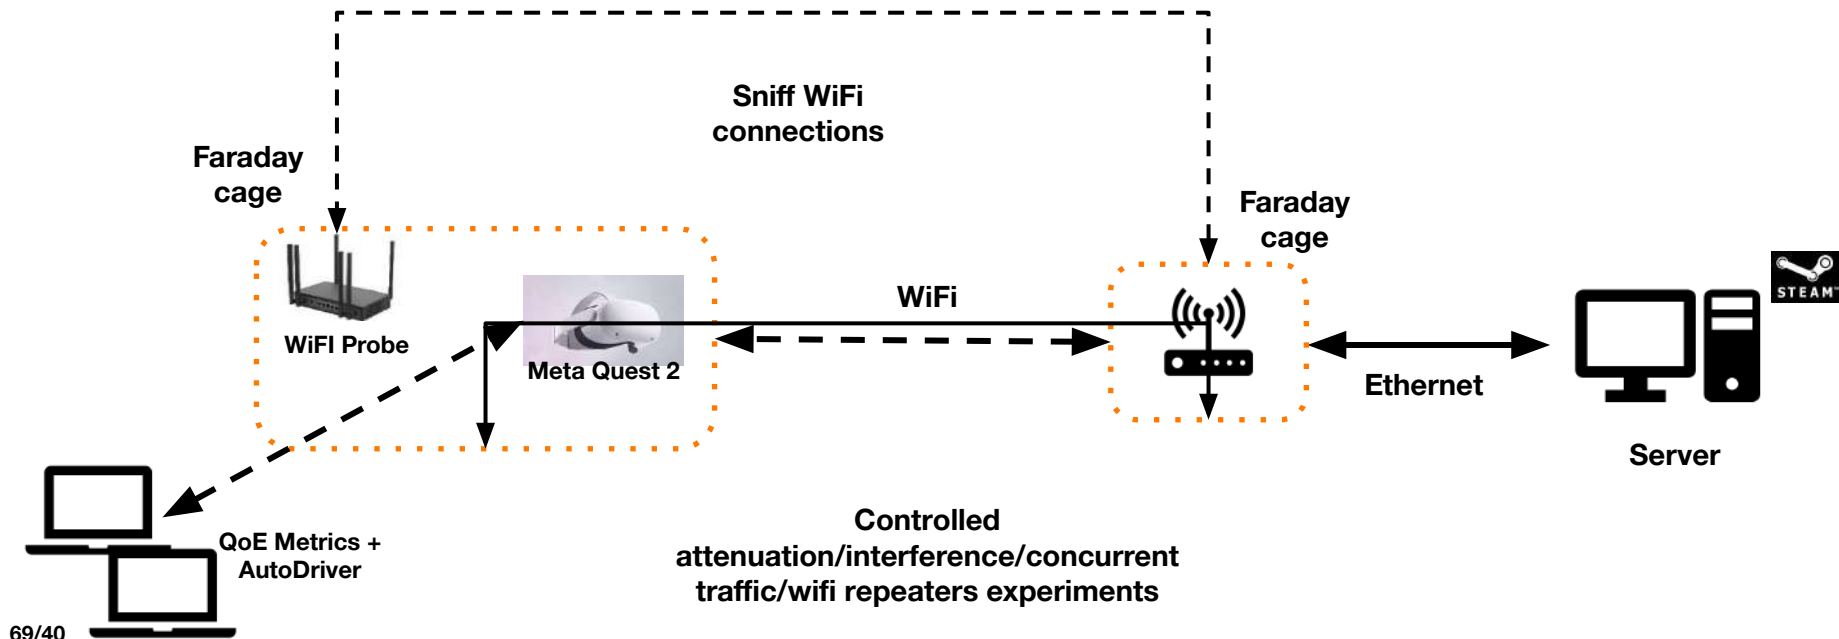 Sniff WiFi
connections
Faraday
cage
Faraday
cage
WiFi
STEAM™
WiFI Probe
Meta Quest 2
Ethernet
Server
QoE Metrics +
AutoDriver
Controlled
attenuation/interference/concurrent
traffic/wifi repeaters experiments
69/40